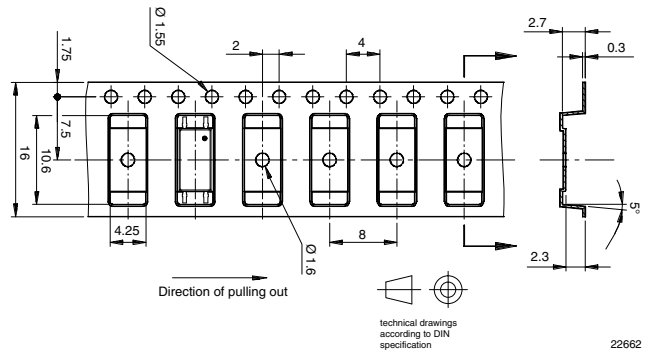 2.7
0.3
Ø 1.55
1.75
2
4
7.5
16
10.6
4.25
Ø 1.6
8
5°
2.3
Direction of pulling out
technical drawings
according to DIN
specification
22662